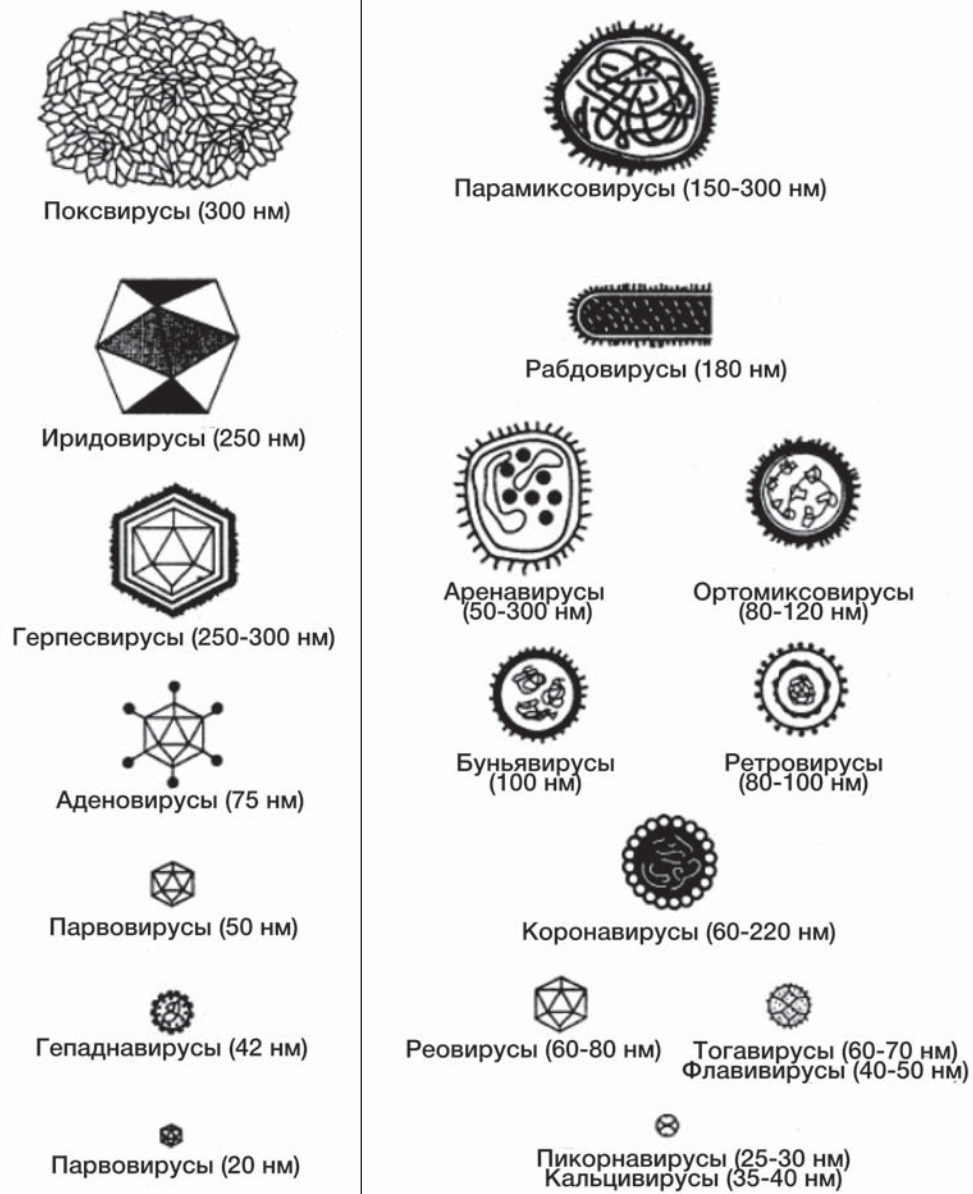 Поксвирусы (300 нм)
Иридовирусы (250 нм)
Герпесвирусы (250-300 нм)
Аденовирусы (75 нм)
Парвовирусы (50 нм)
Гепаднавирусы (42 нм)
Парвовирусы (20 нм)
Парамиксовирусы (150-300 нм)
Рабдовирусы (180 нм)
Аренавирусы
(50-300 нм)
Ортомиксовирусы
(80-120 нм)
Буньявирусы
(100 нм)
Ретровирусы
(80-100 нм)
Коронавирусы (60-220 нм)
Реовирусы (60-80 нм)
Тогавирусы (60-70 нм)
Флавивирусы (40-50 нм)
Пикорнавирусы (25-30 нм)
Кальцивирусы (35-40 нм)